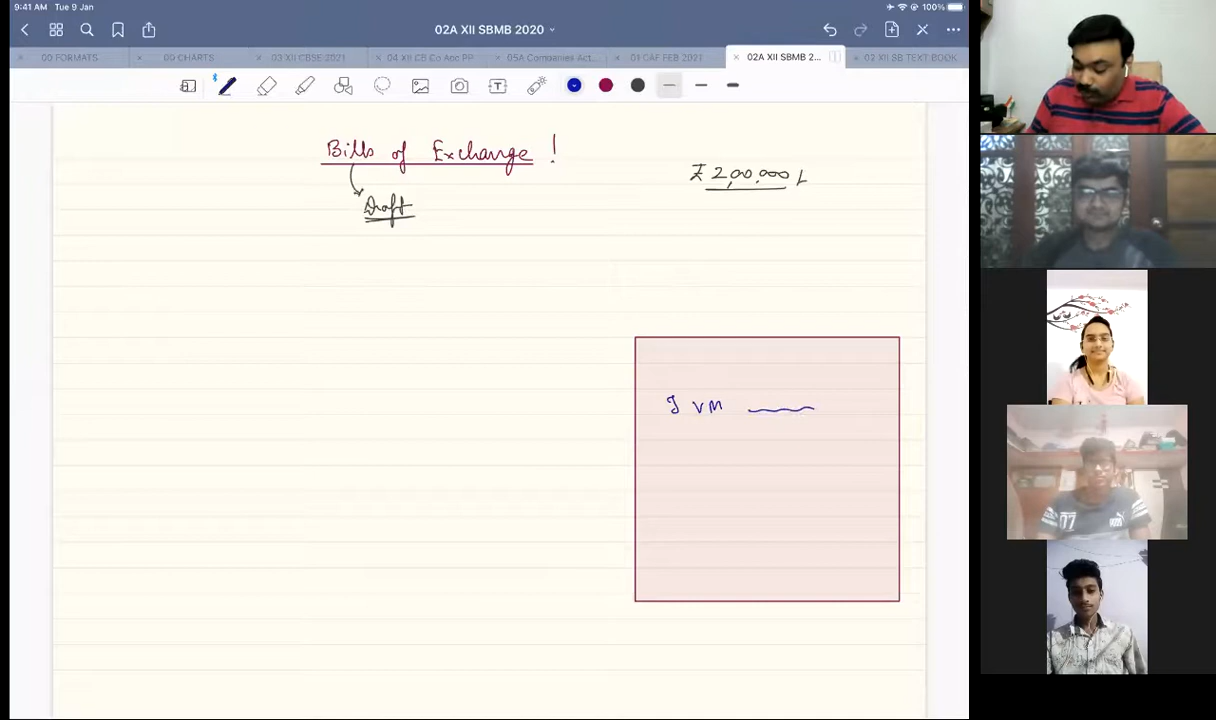 9:41 AM Tue 9 Jan
100%
02A XII SBMB 2020
00 FORMATS
00 CHARTS
03 XII CBSE 2021
04 XII CB Co Acc PP
05A Companies Act...
01 CAF FEB 2021
02A XII SBMB 2...
02 XII SB TEXT BOOK
T
Bills of Exchange !
₹ 2,00,000
Draft
I VM
07